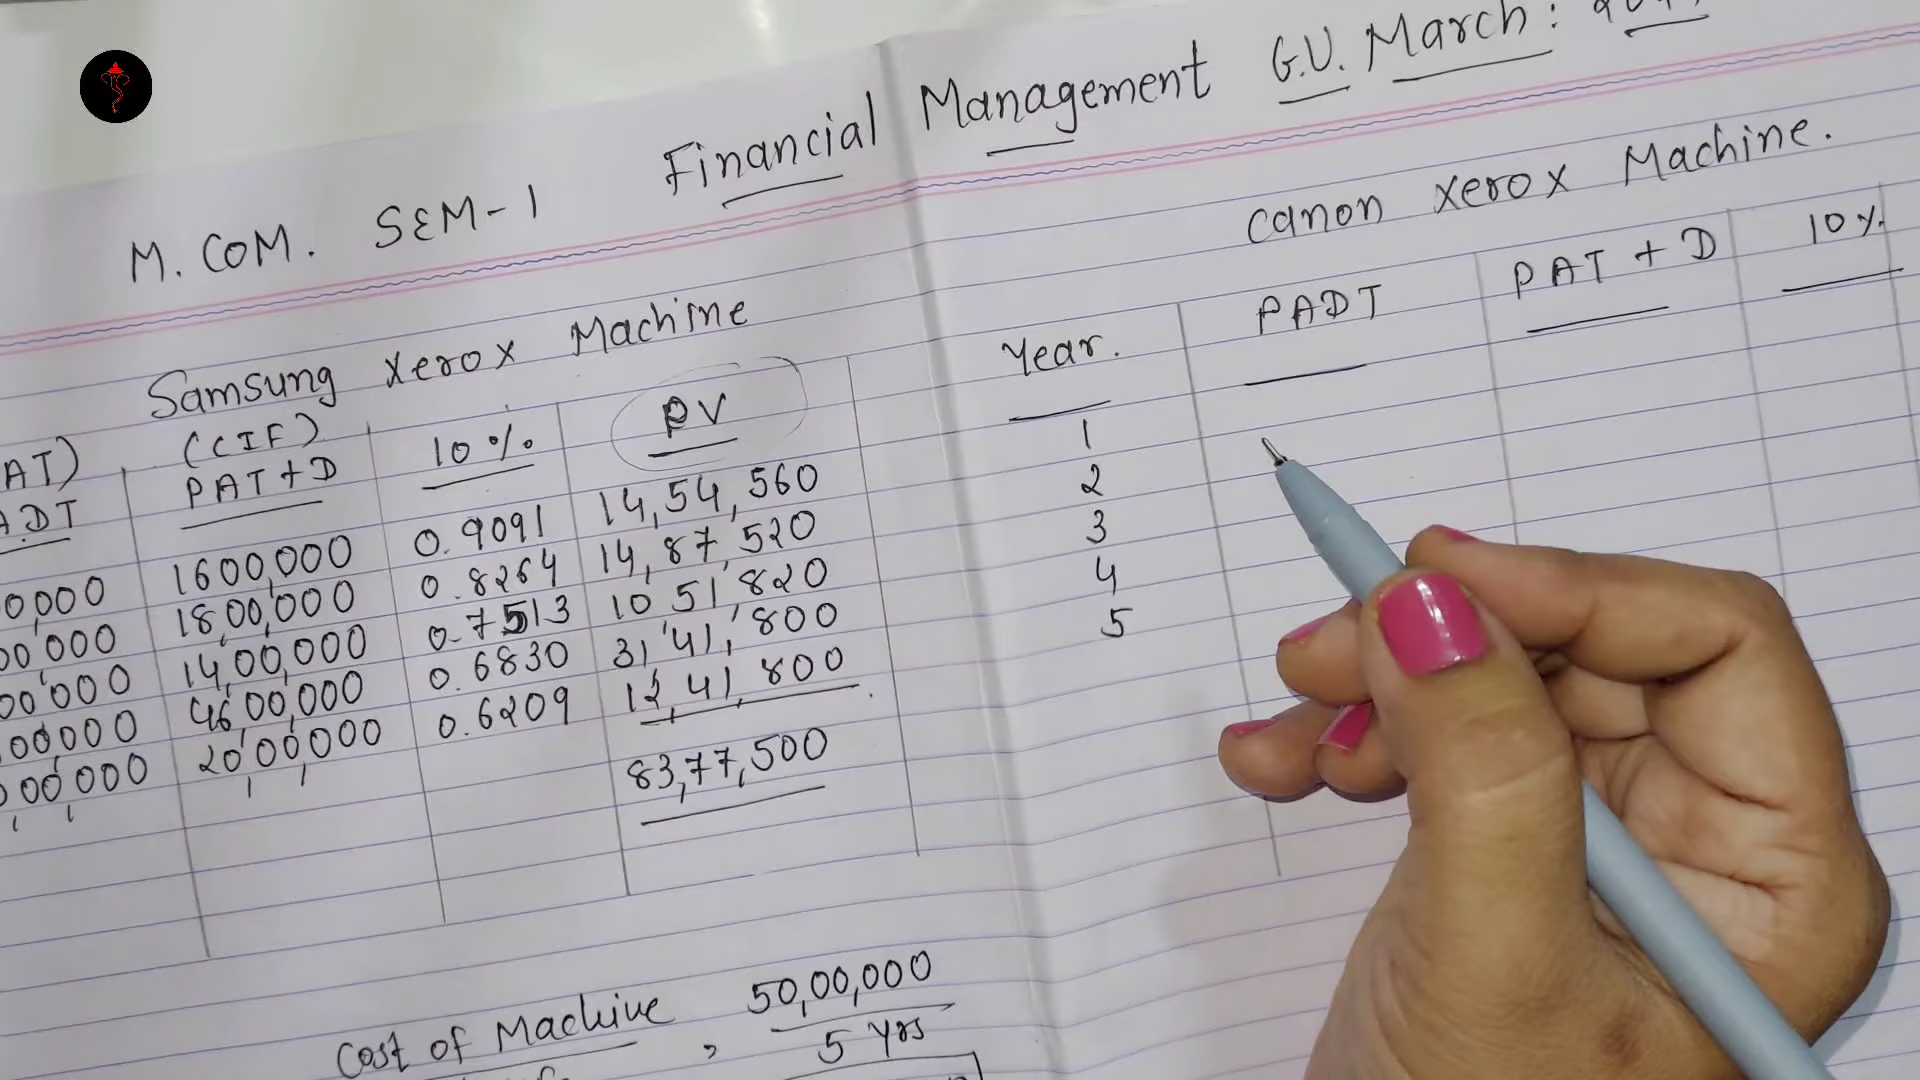 Financial Management G.U. March:
M. COM. SEM-1
Samsung Xerox Machine
(CIF)
PAT + D 10% PV
1600,000 0.9091 14,54,560
18,00,000 0.8264 14,87,520
14,00,000 0.7513 10,51,820
46,00,000 0.6830 31,41,800
20,00,000 0.6209 12,41,800
83,77,500
Cost of Machine , 50,00,000
5 yrs
Canon Xerox Machine.
Year. PADT PAT + D 10%
1
2
3
4
5